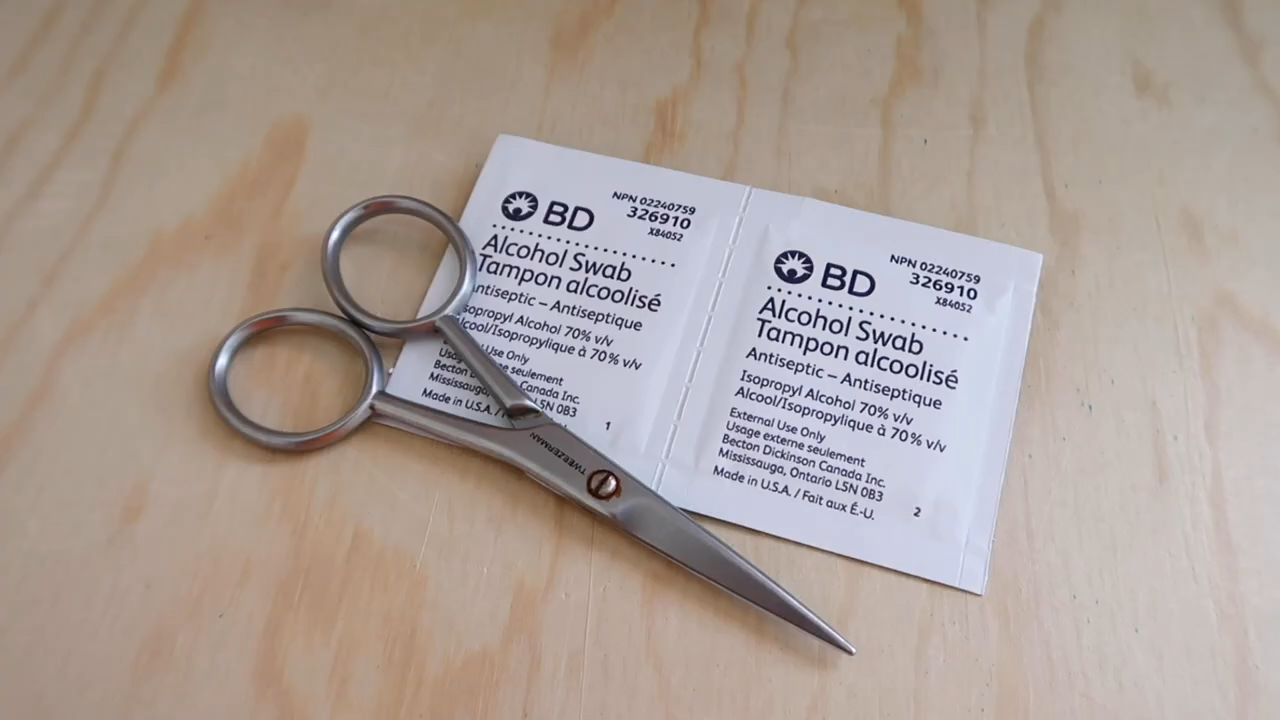 BD
NPN 02240759
326910
X84052
Alcohol Swab
Tampon alcoolisé
Antiseptic – Antiseptique
Isopropyl Alcohol 70% v/v
Alcool/Isopropylique à 70% v/v
Use Only
Usage seulement
Becton Canada Inc.
Mississauga, L5N 0B3
Made in U.S.A. /
1
TWEEZERMAN
BD
NPN 02240759
326910
X84052
Alcohol Swab
Tampon alcoolisé
Antiseptic – Antiseptique
Isopropyl Alcohol 70% v/v
Alcool/Isopropylique à 70% v/v
External Use Only
Usage externe seulement
Becton Dickinson Canada Inc.
Mississauga, Ontario L5N 0B3
Made in U.S.A. / Fait aux É.-U.
2